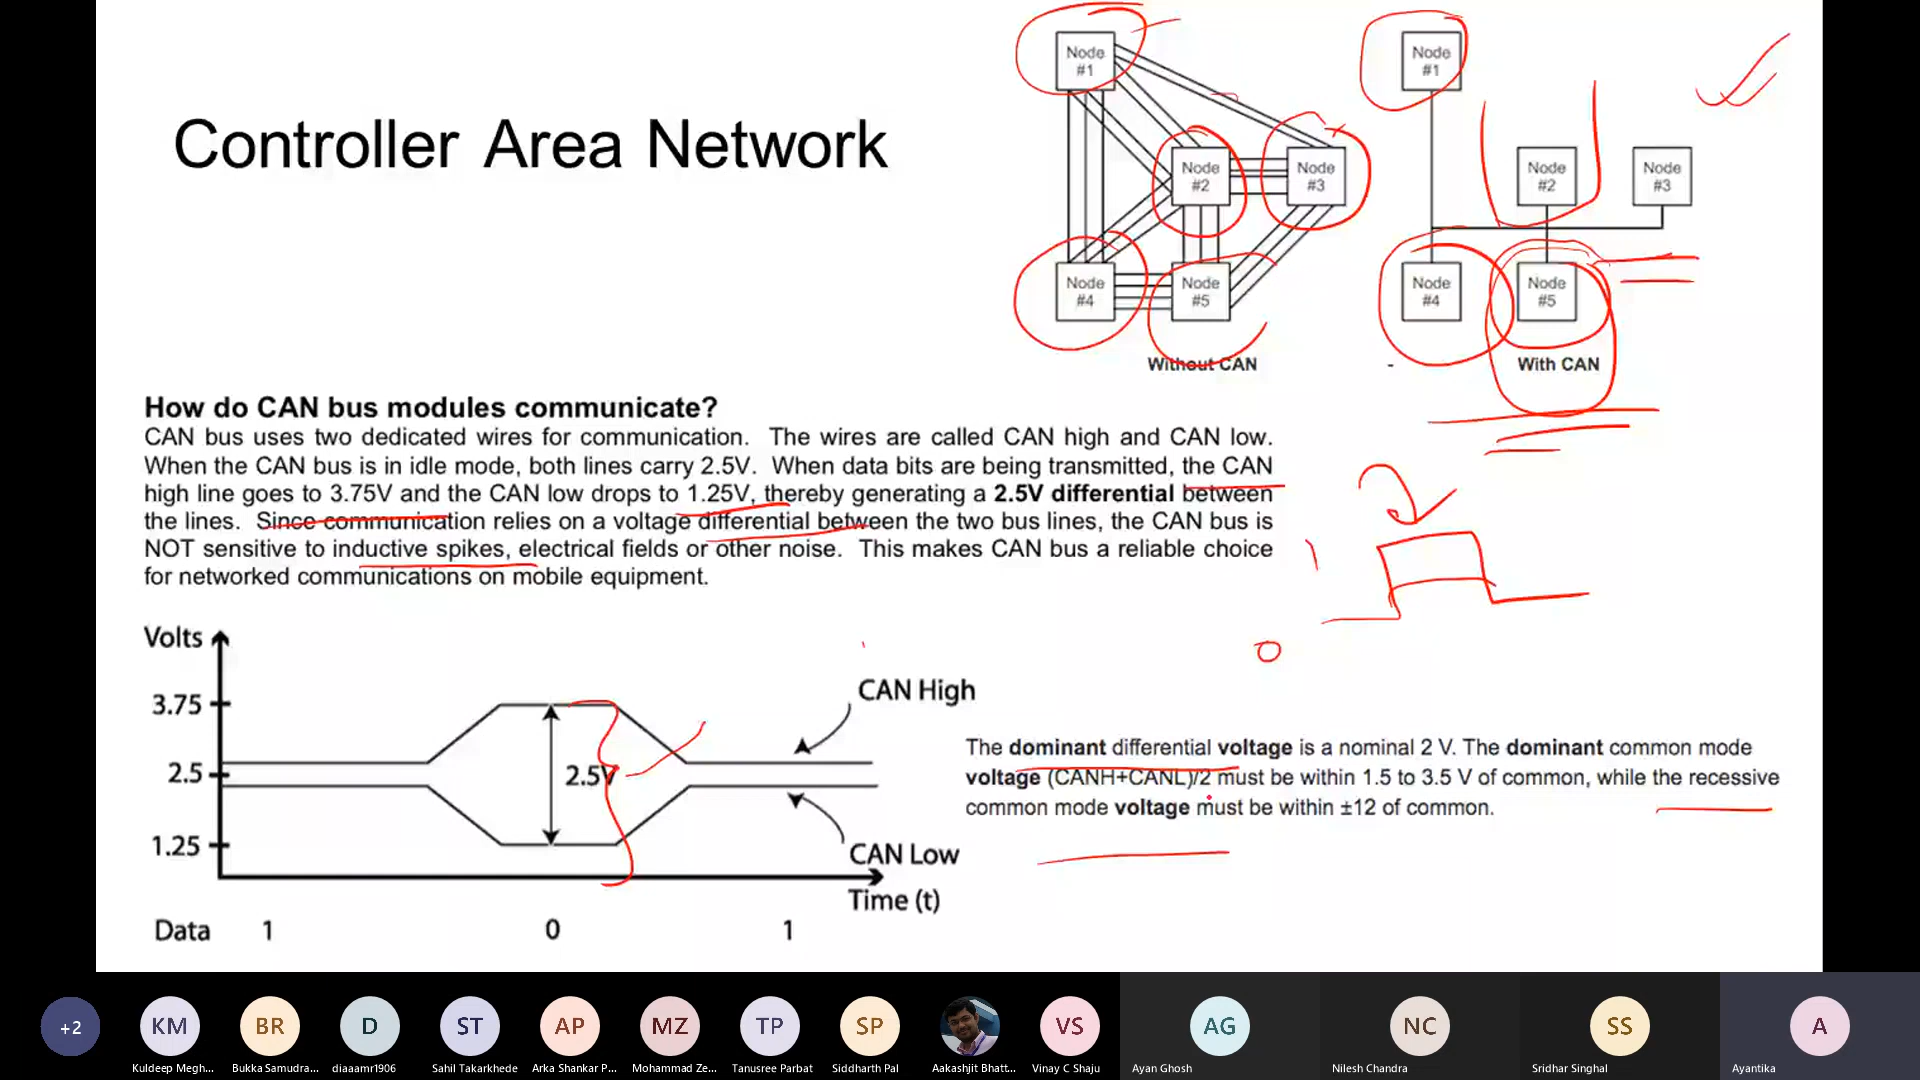 Controller Area Network
Node
#1
Node
#2
Node
#3
Node
#4
Node
#5
Without CAN
Node
#1
Node
#2
Node
#3
Node
#4
Node
#5
With CAN
How do CAN bus modules communicate?
CAN bus uses two dedicated wires for communication. The wires are called CAN high and CAN low.
When the CAN bus is in idle mode, both lines carry 2.5V. When data bits are being transmitted, the CAN
high line goes to 3.75V and the CAN low drops to 1.25V, thereby generating a 2.5V differential between
the lines. Since communication relies on a voltage differential between the two bus lines, the CAN bus is
NOT sensitive to inductive spikes, electrical fields or other noise. This makes CAN bus a reliable choice
for networked communications on mobile equipment.
1
0
Volts
3.75
2.5
1.25
2.5V
CAN High
CAN Low
Time (t)
Data 1 0 1
The dominant differential voltage is a nominal 2 V. The dominant common mode
voltage (CANH+CANL)/2 must be within 1.5 to 3.5 V of common, while the recessive
common mode voltage must be within ±12 of common.
+2
KM
BR
D
ST
AP
MZ
TP
SP
VS
AG
NC
SS
A
Kuldeep Megh...
Bukka Samudra...
diaaamr1906
Sahil Takarkhede
Arka Shankar P...
Mohammad Ze...
Tanusree Parbat
Siddharth Pal
Aakashjit Bhatt...
Vinay C Shaju
Ayan Ghosh
Nilesh Chandra
Sridhar Singhal
Ayantika